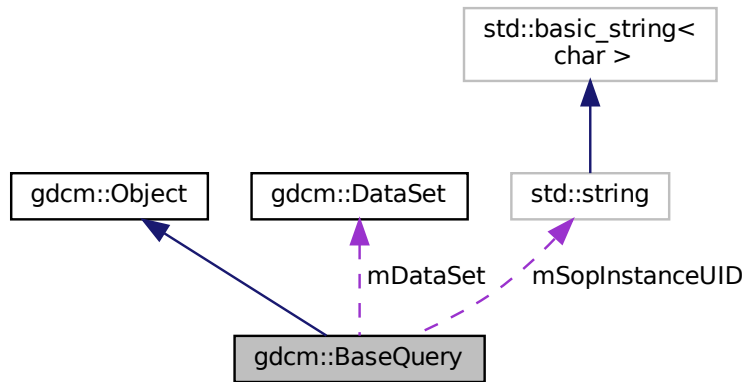 std::basic_string<
char >
gdcm::Object
gdcm::DataSet
std::string
mDataSet
mSopInstanceUID
gdcm::BaseQuery